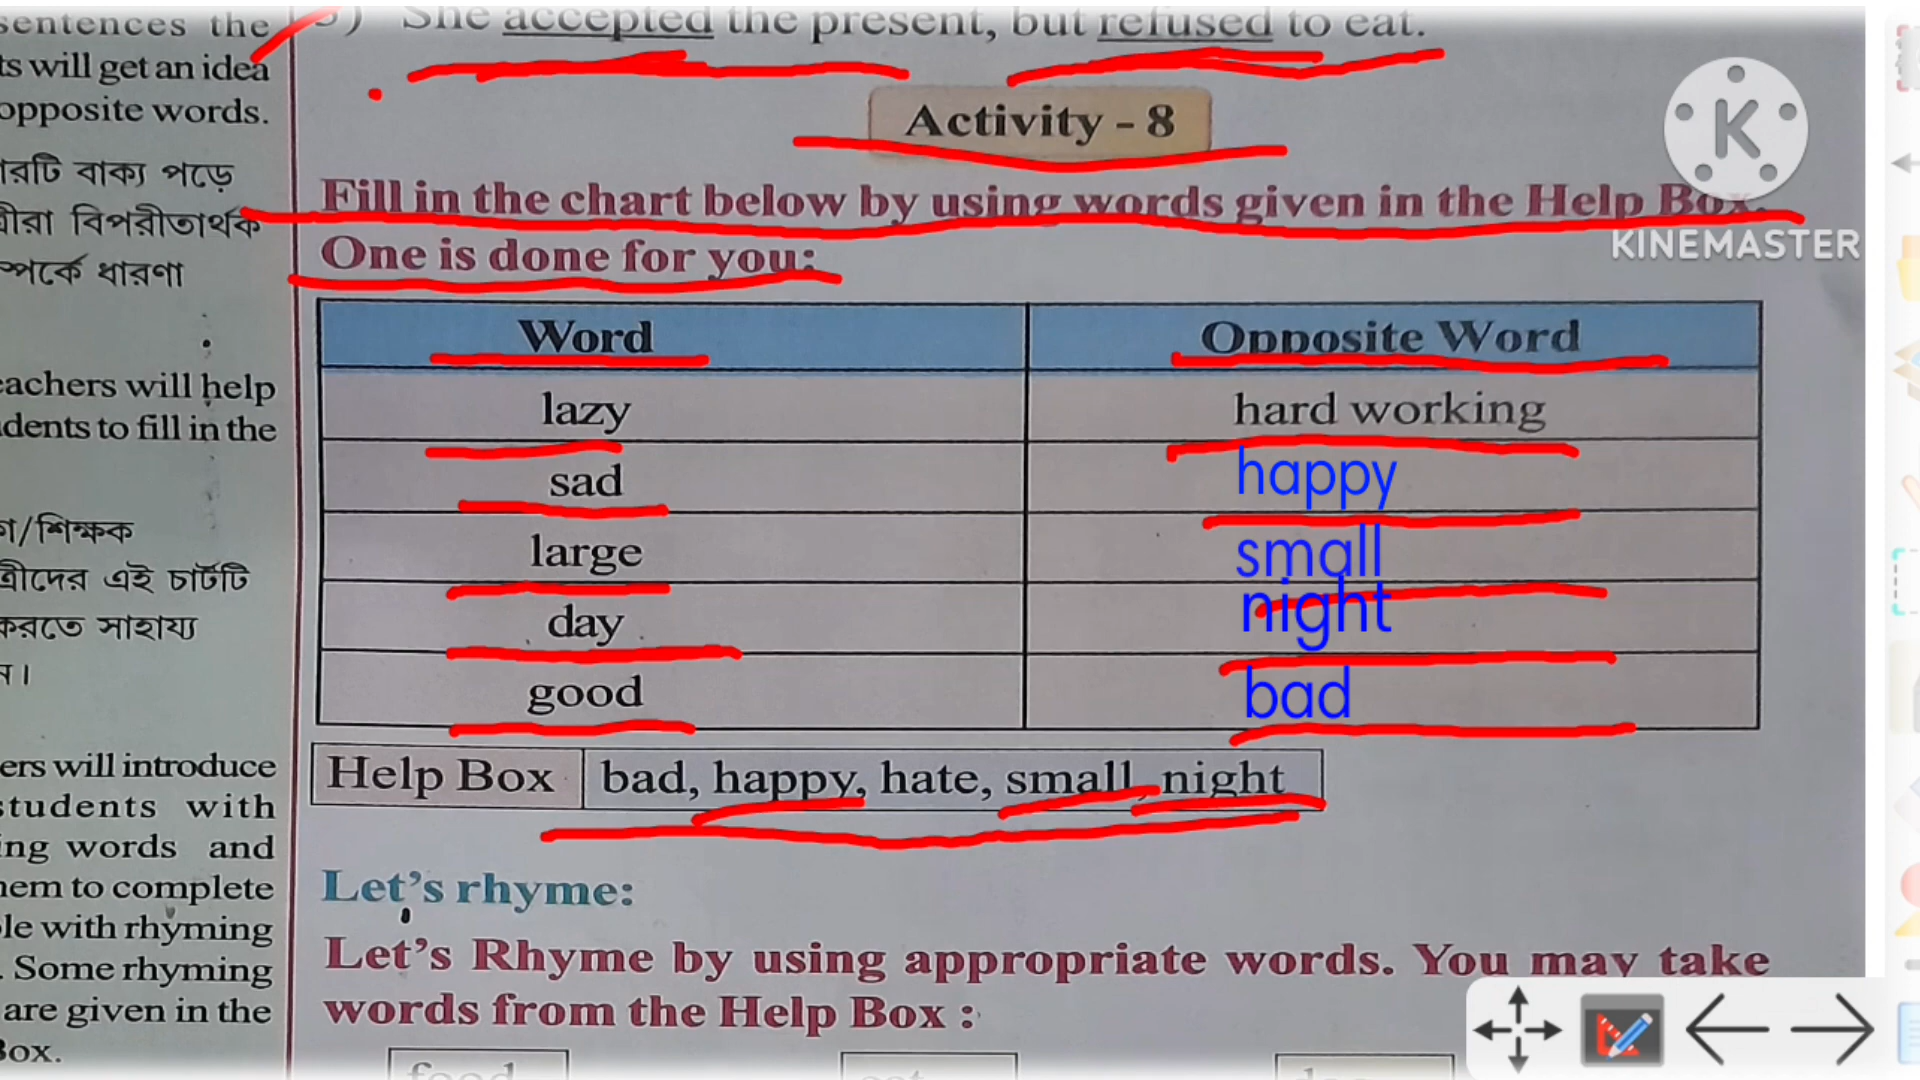 sentences the
ts will get an idea
opposite words.
রটি বাক্য পড়ে
রীরা বিপরীতার্থক
স্পর্কে ধারণা
eachers will help
dents to fill in the
/শিক্ষক
ত্রীদের এই চার্টটি
করতে সাহায্য
ন।
ers will introduce
students with
ing words and
hem to complete
le with rhyming
. Some rhyming
are given in the
Box.
5) She accepted the present, but refused to eat.
Activity - 8
Fill in the chart below by using words given in the Help Box.
One is done for you:
Word Opposite Word
lazy hard working
sad happy
large small
day night
good bad
Help Box bad, happy, hate, small, night
Let's rhyme:
Let's Rhyme by using appropriate words. You may take
words from the Help Box :
food
K
KINEMASTER